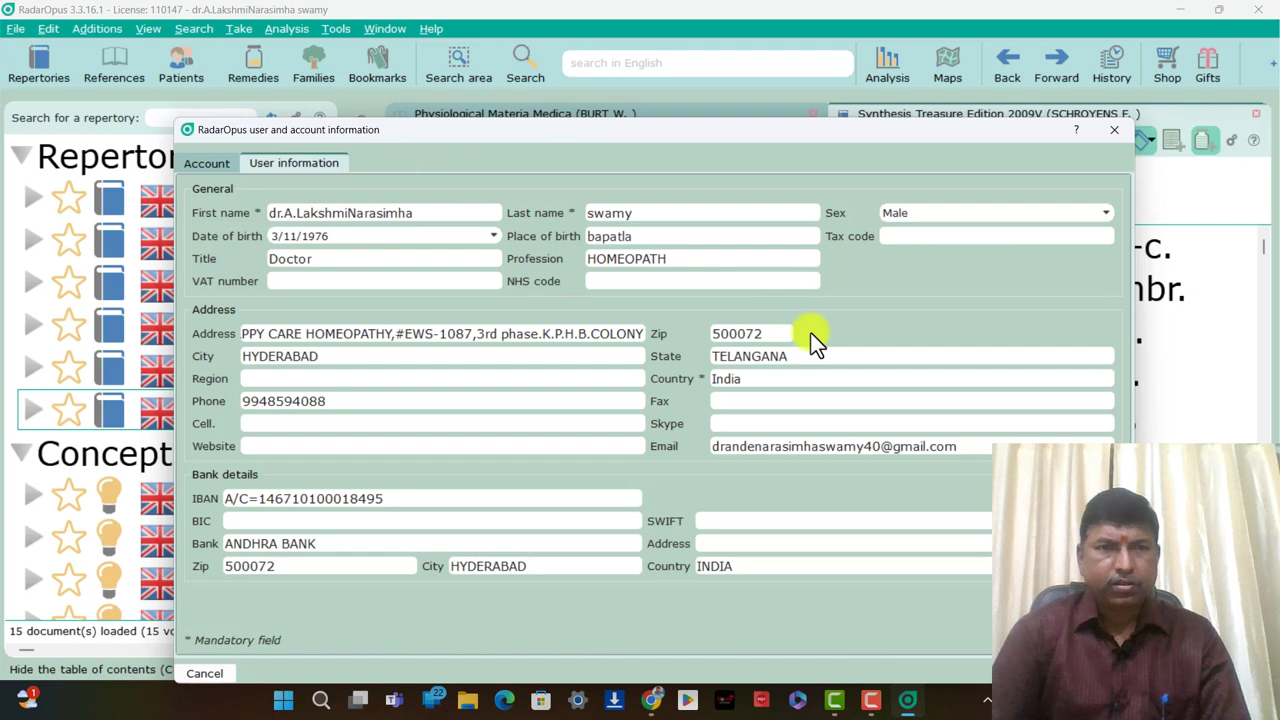 RadarOpus 3.3.16.1 - License: 110147 - dr.A.LakshmiNarasimha swamy
File Edit Additions View Search Take Analysis Tools Window Help
search in English
Repertories References Patients Remedies Families Bookmarks Search area Search Analysis Maps Back Forward History Shop Gifts
Search for a repertory:
Physiological Materia Medica (BURT W. )
Synthesis Treasure Edition 2009V (SCHROYENS F. )
RadarOpus user and account information ?
Account User information
Repertor
General
First name * dr.A.LakshmiNarasimha Last name * swamy Sex Male
Date of birth 3/11/1976 Place of birth bapatla Tax code
Title Doctor Profession HOMEOPATH
VAT number NHS code
-c.
mbr.
Address
Address PPY CARE HOMEOPATHY,#EWS-1087,3rd phase.K.P.H.B.COLONY Zip 500072
City HYDERABAD State TELANGANA
Region Country * India
Phone 9948594088 Fax
Cell. Skype
Website Email drandenarasimhaswamy40@gmail.com
Concept
Bank details
IBAN A/C=146710100018495
BIC SWIFT
Bank ANDHRA BANK Address
Zip 500072 City HYDERABAD Country INDIA
15 document(s) loaded (15 vo
* Mandatory field
Hide the table of contents (C
Cancel
1
22